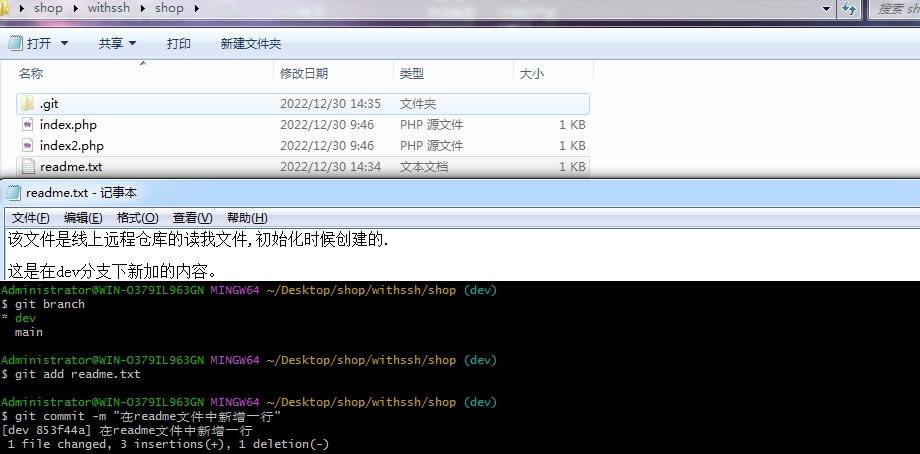 shop withssh shop 搜索 sh
打开 共享 打印 新建文件夹
名称 修改日期 类型 大小
.git 2022/12/30 14:35 文件夹
index.php 2022/12/30 9:46 PHP 源文件 1 KB
index2.php 2022/12/30 9:46 PHP 源文件 1 KB
readme.txt 2022/12/30 14:34 文本文档 1 KB
readme.txt - 记事本
文件(F) 编辑(E) 格式(O) 查看(V) 帮助(H)
该文件是线上远程仓库的读我文件,初始化时候创建的.
这是在dev分支下新加的内容。
Administrator@WIN-O379IL963GN MINGW64 ~/Desktop/shop/withssh/shop (dev)
$ git branch
* dev
main
Administrator@WIN-O379IL963GN MINGW64 ~/Desktop/shop/withssh/shop (dev)
$ git add readme.txt
Administrator@WIN-O379IL963GN MINGW64 ~/Desktop/shop/withssh/shop (dev)
$ git commit -m "在readme文件中新增一行"
[dev 853f44a] 在readme文件中新增一行
1 file changed, 3 insertions(+), 1 deletion(-)